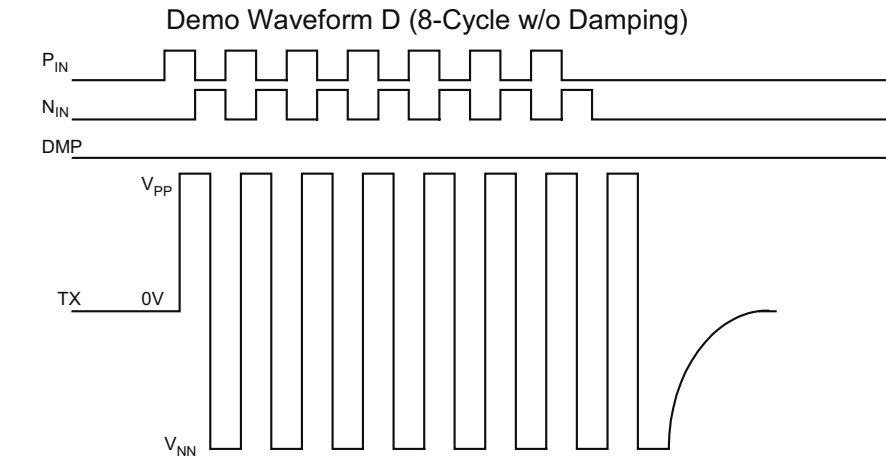 Demo Waveform D (8-Cycle w/o Damping)
PIN
NIN
DMP
VPP
TX 0V
VNN